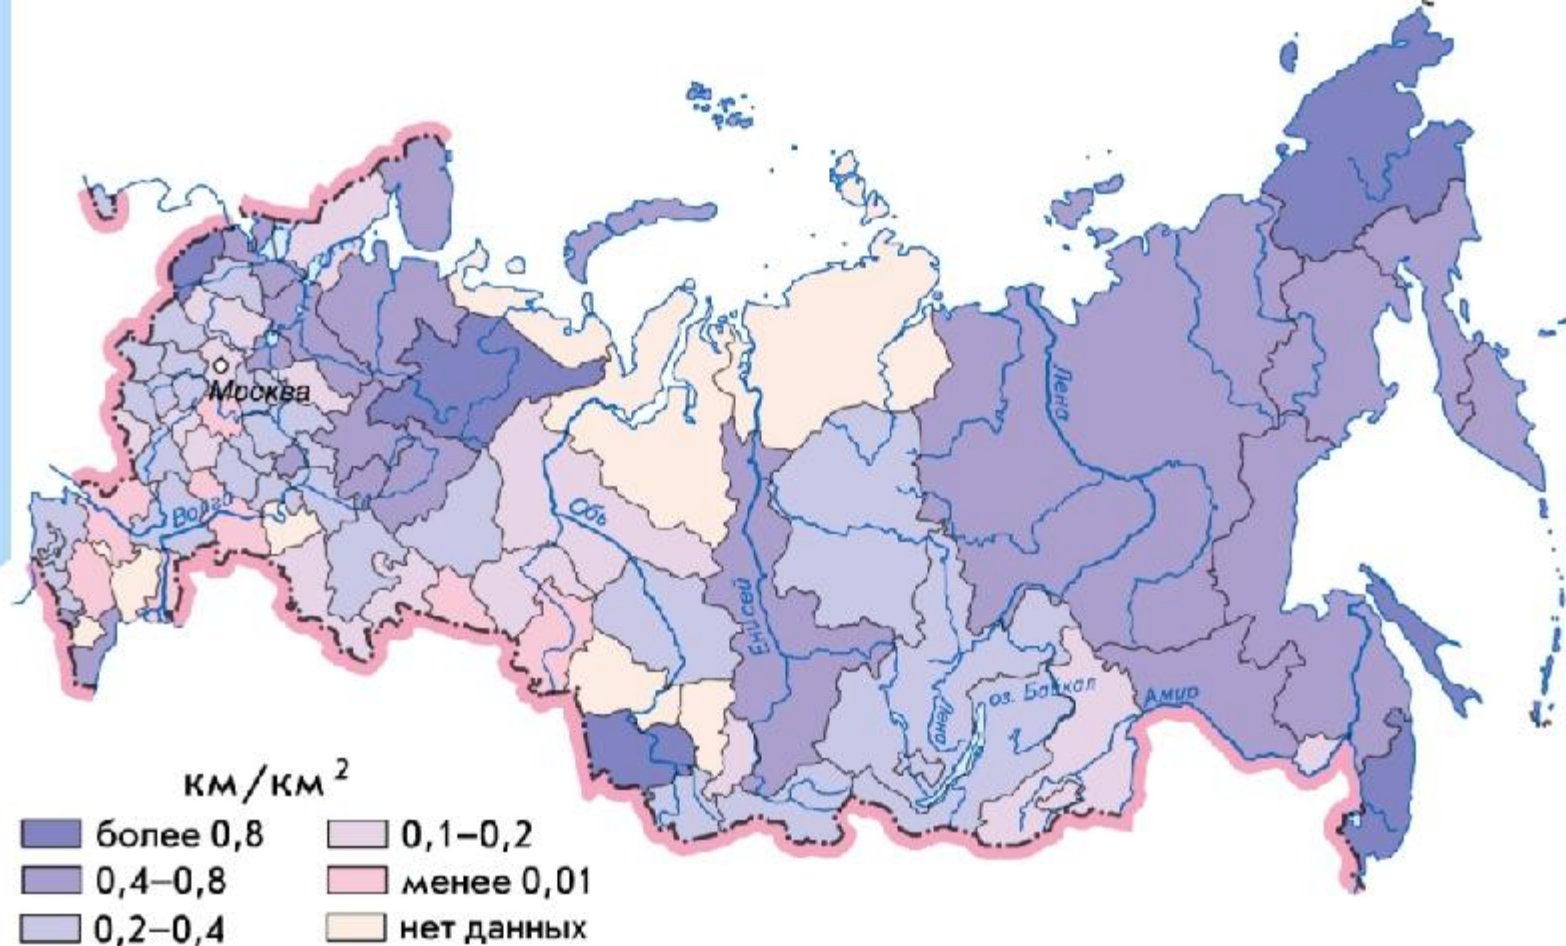 Лена
Москва
Обь
Волга
Енисей
оз. Байкал
Лена
Амур
км/км²
более 0,8
0,1–0,2
0,4–0,8
менее 0,01
0,2–0,4
нет данных